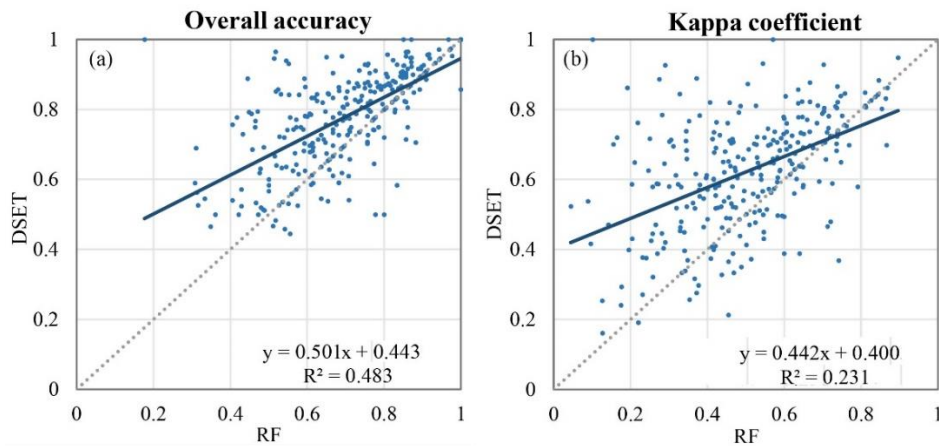 Overall accuracy
(a)
1
0.8
0.6
0.4
0.2
0
0
0.2
0.4
0.6
0.8
1
DSET
RF
y = 0.501x + 0.443
R² = 0.483
Kappa coefficient
(b)
1
0.8
0.6
0.4
0.2
0
0
0.2
0.4
0.6
0.8
1
DSET
RF
y = 0.442x + 0.400
R² = 0.231